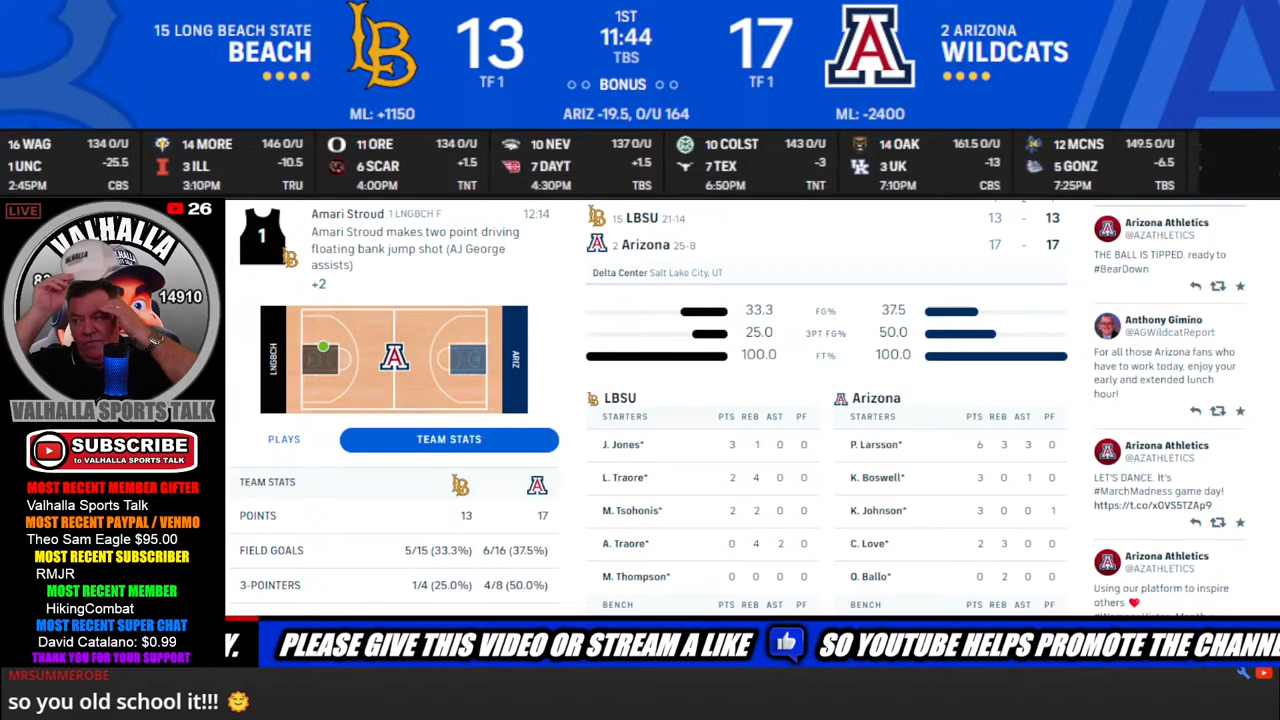 15 LONG BEACH STATE
BEACH
LB
ML: +1150
13
TF 1
1ST
11:44
TBS
BONUS
ARIZ -19.5, O/U 164
17
TF 1
A
ML: -2400
2 ARIZONA
WILDCATS
16 WAG 134 O/U
1 UNC -25.5
2:45PM CBS
14 MORE 146 O/U
3 ILL -10.5
3:10PM TRU
11 ORE 134 O/U
6 SCAR +1.5
4:00PM TNT
10 NEV 137 O/U
7 DAYT +1.5
4:30PM TBS
10 COLST 143 O/U
7 TEX -3
6:50PM TNT
14 OAK 161.5 O/U
3 UK -13
7:10PM CBS
12 MCNS 149.5 O/U
5 GONZ -6.5
7:25PM TBS
LIVE
26
VALHALLA
14910
VALHALLA SPORTS TALK
SUBSCRIBE
to VALHALLA SPORTS TALK
MOST RECENT MEMBER GIFTER
Valhalla Sports Talk
MOST RECENT PAYPAL / VENMO
Theo Sam Eagle $95.00
MOST RECENT SUBSCRIBER
RMJR
MOST RECENT MEMBER
HikingCombat
MOST RECENT SUPER CHAT
David Catalano: $0.99
THANK YOU FOR YOUR SUPPORT
1
Amari Stroud 1 LNGBCH F 12:14
Amari Stroud makes two point driving
floating bank jump shot (AJ George
assists)
+2
LNGBCH
A
ARIZ
PLAYS
TEAM STATS
TEAM STATS
POINTS 13 17
FIELD GOALS 5/15 (33.3%) 6/16 (37.5%)
3-POINTERS 1/4 (25.0%) 4/8 (50.0%)
15 LBSU 21-14 13 - 13
2 Arizona 25-8 17 - 17
Delta Center Salt Lake City, UT
33.3 FG% 37.5
25.0 3PT FG% 50.0
100.0 FT% 100.0
LBSU
STARTERS PTS REB AST PF
J. Jones* 3 1 0 0
L. Traore* 2 4 0 0
M. Tsohonis* 2 2 0 0
A. Traore* 0 4 2 0
M. Thompson* 0 0 0 0
BENCH PTS REB AST PF
Arizona
STARTERS PTS REB AST PF
P. Larsson* 6 3 3 0
K. Boswell* 3 0 1 0
K. Johnson* 3 0 0 1
C. Love* 2 3 0 0
O. Ballo* 0 2 0 0
BENCH PTS REB AST PF
Arizona Athletics
@AZATHLETICS
THE BALL IS TIPPED. ready to
#BearDown
Anthony Gimino
@AGWildcatReport
For all those Arizona fans who
have to work today, enjoy your
early and extended lunch
hour!
Arizona Athletics
@AZATHLETICS
LET'S DANCE. It's
#MarchMadness game day!
https://t.co/xOVS5TZAp9
Arizona Athletics
@AZATHLETICS
Using our platform to inspire
others ❤️
Y. PLEASE GIVE THIS VIDEO OR STREAM A LIKE 👍 SO YOUTUBE HELPS PROMOTE THE CHANNE
MRSUMMEROBE
so you old school it!!! 🌞